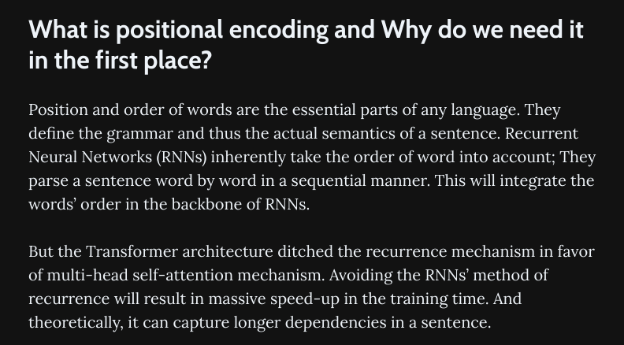 What is positional encoding and Why do we need it
in the first place?
Position and order of words are the essential parts of any language. They
define the grammar and thus the actual semantics of a sentence. Recurrent
Neural Networks (RNNs) inherently take the order of word into account; They
parse a sentence word by word in a sequential manner. This will integrate the
words’ order in the backbone of RNNs.
But the Transformer architecture ditched the recurrence mechanism in favor
of multi-head self-attention mechanism. Avoiding the RNNs’ method of
recurrence will result in massive speed-up in the training time. And
theoretically, it can capture longer dependencies in a sentence.